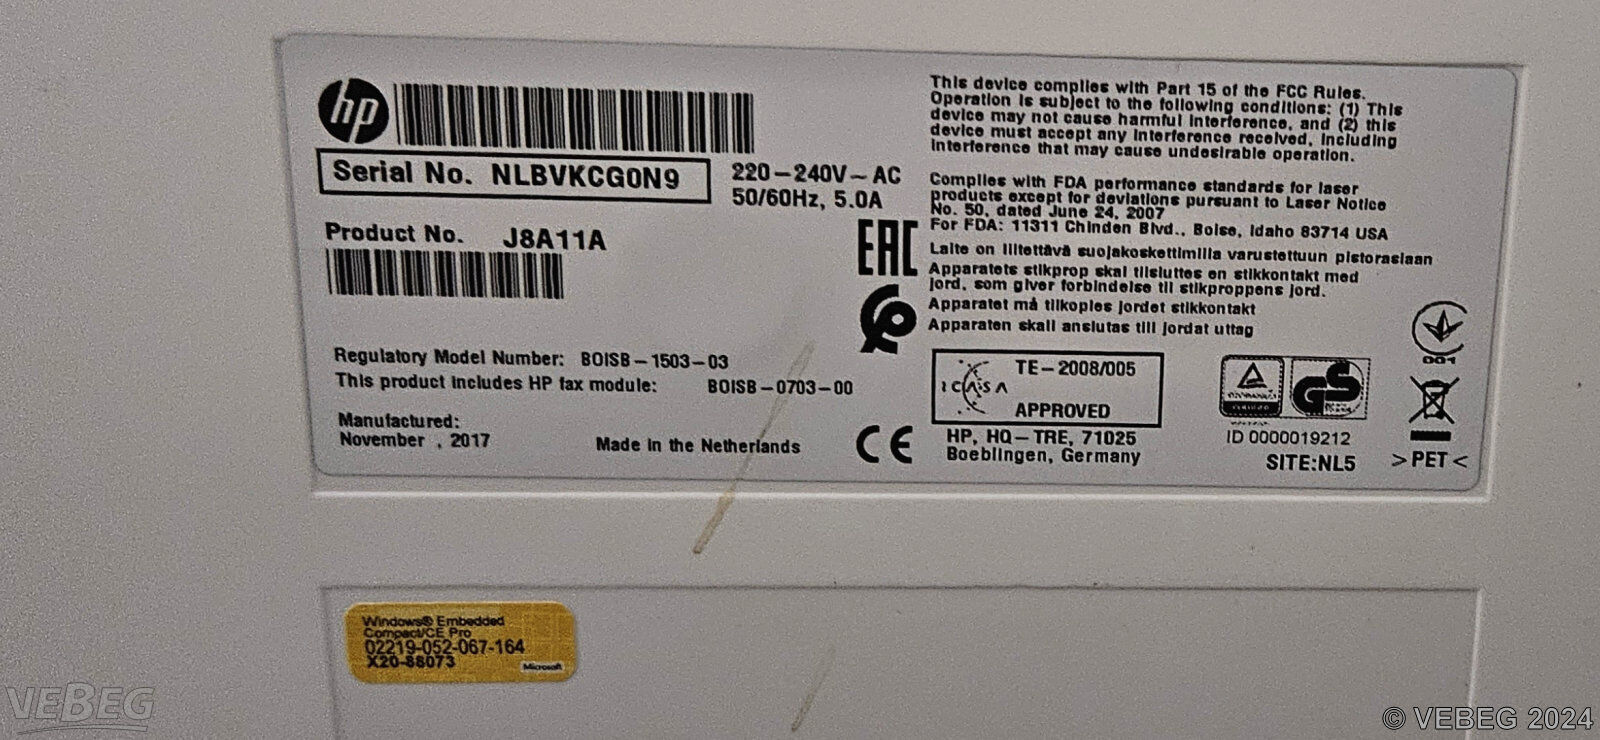 hp
Serial No. NLBVKCG0N9
220-240V~AC
50/60Hz, 5.0A
Product No. J8A11A
Regulatory Model Number: BOISB-1503-03
This product includes HP fax module: BOISB-0703-00
Manufactured:
November , 2017
Made in the Netherlands
This device complies with Part 15 of the FCC Rules.
Operation is subject to the following conditions: (1) This
device may not cause harmful interference, and (2) this
device must accept any interference received, including
interference that may cause undesirable operation.
Complies with FDA performance standards for laser
products except for deviations pursuant to Laser Notice
No. 50, dated June 24, 2007
For FDA: 11311 Chinden Blvd., Boise, Idaho 83714 USA
Laite on liitettävä suojakoskettimilla varustettuun pistorasiaan
Apparatets stikprop skal tilsluttes en stikkontakt med
jord, som giver forbindelse til stikproppens jord.
Apparatet må tilkoples jordet stikkontakt
Apparaten skall anslutas till jordat uttag
EAC
ICASA
TE-2008/005
APPROVED
CE
HP, HQ-TRE, 71025
Boeblingen, Germany
GS
ID 0000019212
SITE:NL5
001
>PET<
Windows® Embedded
Compact/CE Pro
02219-052-067-164
X20-88073
Microsoft
VEBEG
© VEBEG 2024